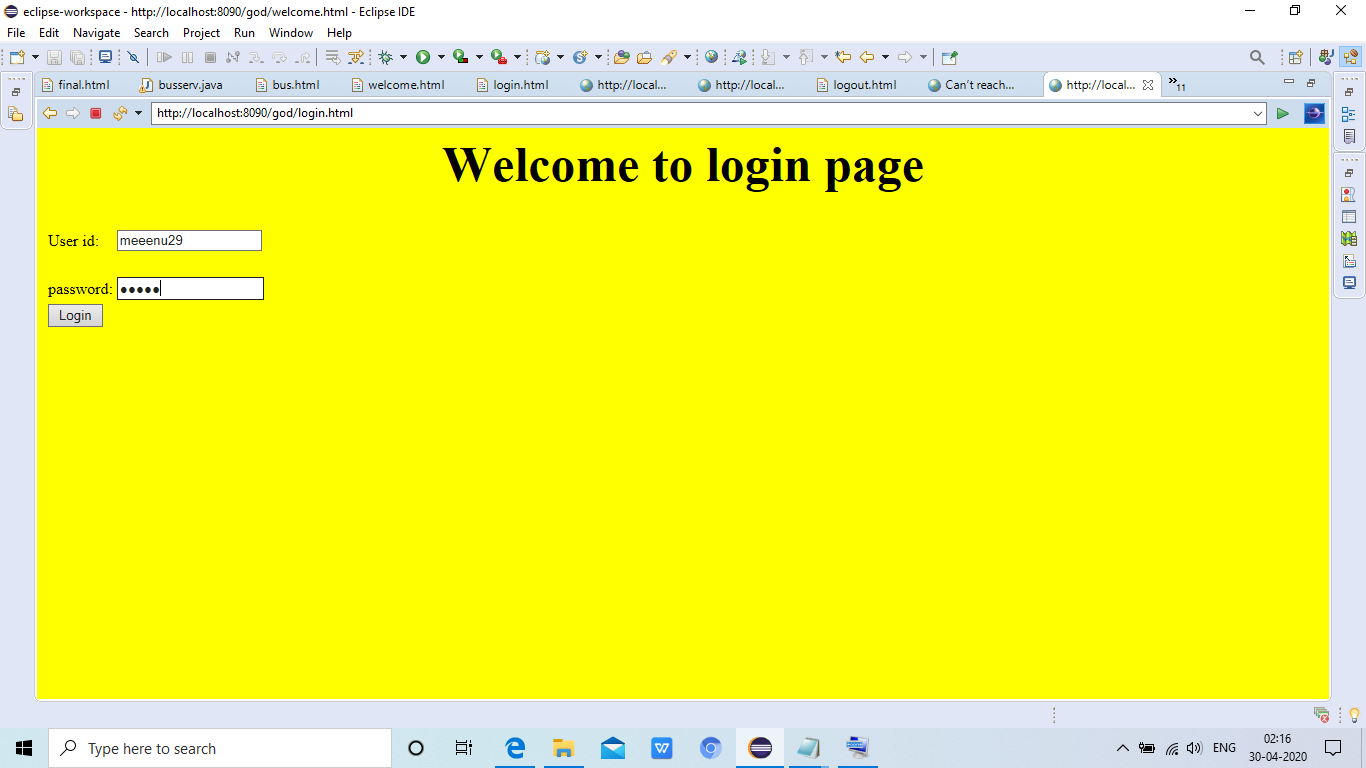 eclipse-workspace - http://localhost:8090/god/welcome.html - Eclipse IDE
File Edit Navigate Search Project Run Window Help
final.html busserv.java bus.html welcome.html login.html http://local... http://local... logout.html Can't reach... http://local... »11
http://localhost:8090/god/login.html
Welcome to login page
User id: meeenu29
password: •••••
Login
Type here to search
ENG
02:16
30-04-2020